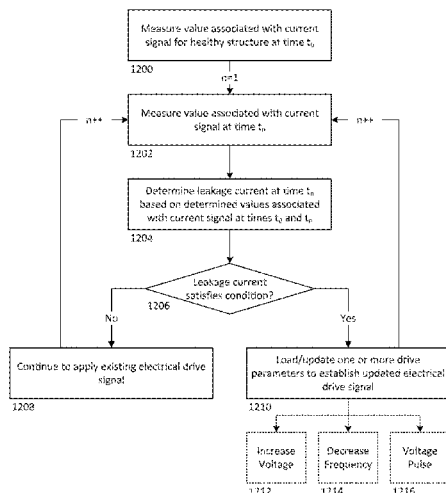 Measure value associated with current
signal for healthy structure at time t₀
1200
n=1
n++
Measure value associated with current
signal at time tₙ
n++
1202
Determine leakage current at time tₙ
based on determined values associated
with current signal at times t₀ and tₙ
1204
Leakage current
satisfies condition?
1206
No
Yes
Continue to apply existing electrical drive
signal
1208
Load/update one or more drive
parameters to establish updated electrical
drive signal
1210
Increase
Voltage
Decrease
Frequency
Voltage
Pulse
1212
1214
1216